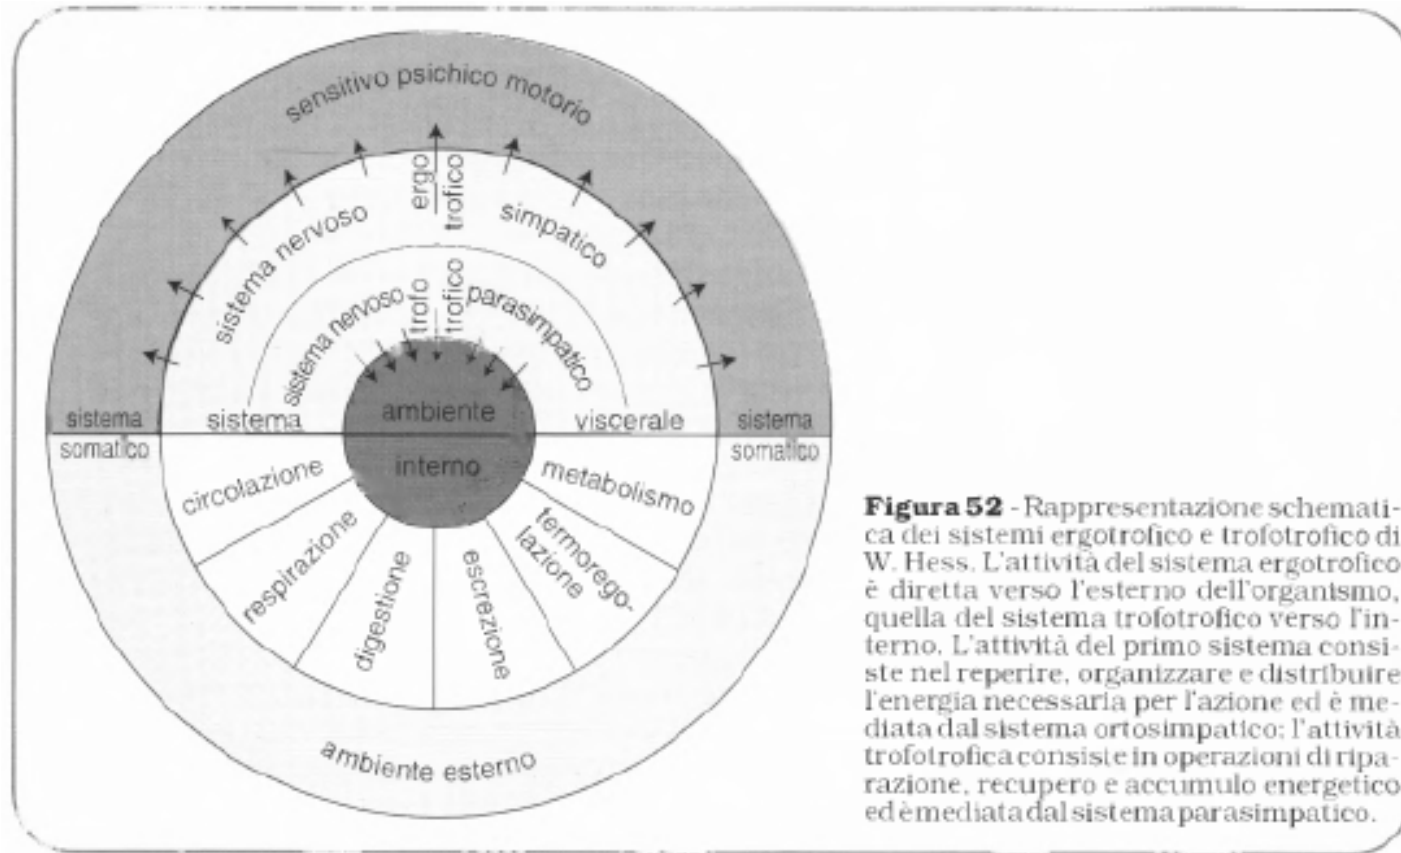 sensitivo psichico motorio
ergo
trofico
sistema nervoso
simpatico
trofo
trofico
sistema nervoso
parasimpatico
sistema
sistema
ambiente
viscerale
sistema
somatico
interno
somatico
circolazione
metabolismo
respirazione
termorego-
lazione
digestione
escrezione
ambiente esterno
Figura 52 - Rappresentazione schemati-
ca dei sistemi ergotrofico e trofotrofico di
W. Hess. L'attività del sistema ergotrofico
è diretta verso l'esterno dell'organismo,
quella del sistema trofotrofico verso l'in-
terno. L'attività del primo sistema consi-
ste nel reperire, organizzare e distribuire
l'energia necessaria per l'azione ed è me-
diata dal sistema ortosimpatico: l'attività
trofotrofica consiste in operazioni di ripa-
razione, recupero e accumulo energetico
ed è mediata dal sistema parasimpatico.